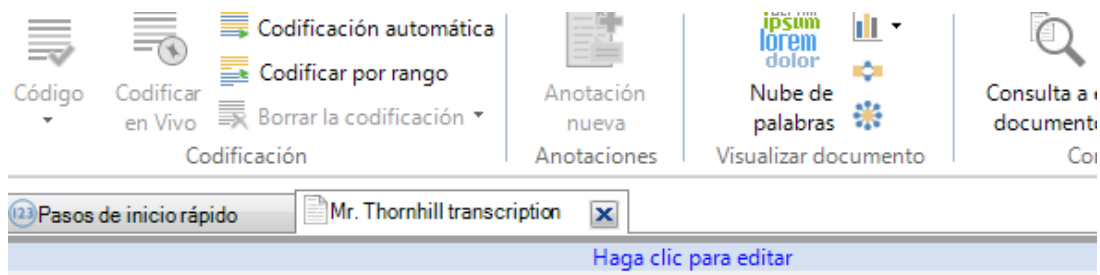 Código
Codificar
en Vivo
Codificación automática
Codificar por rango
Borrar la codificación
Codificación
Anotación
nueva
Anotaciones
ipsum
lorem
dolor
Nube de
palabras
Visualizar documento
Consulta a
documento
Pasos de inicio rápido
Mr. Thornhill transcription
Haga clic para editar